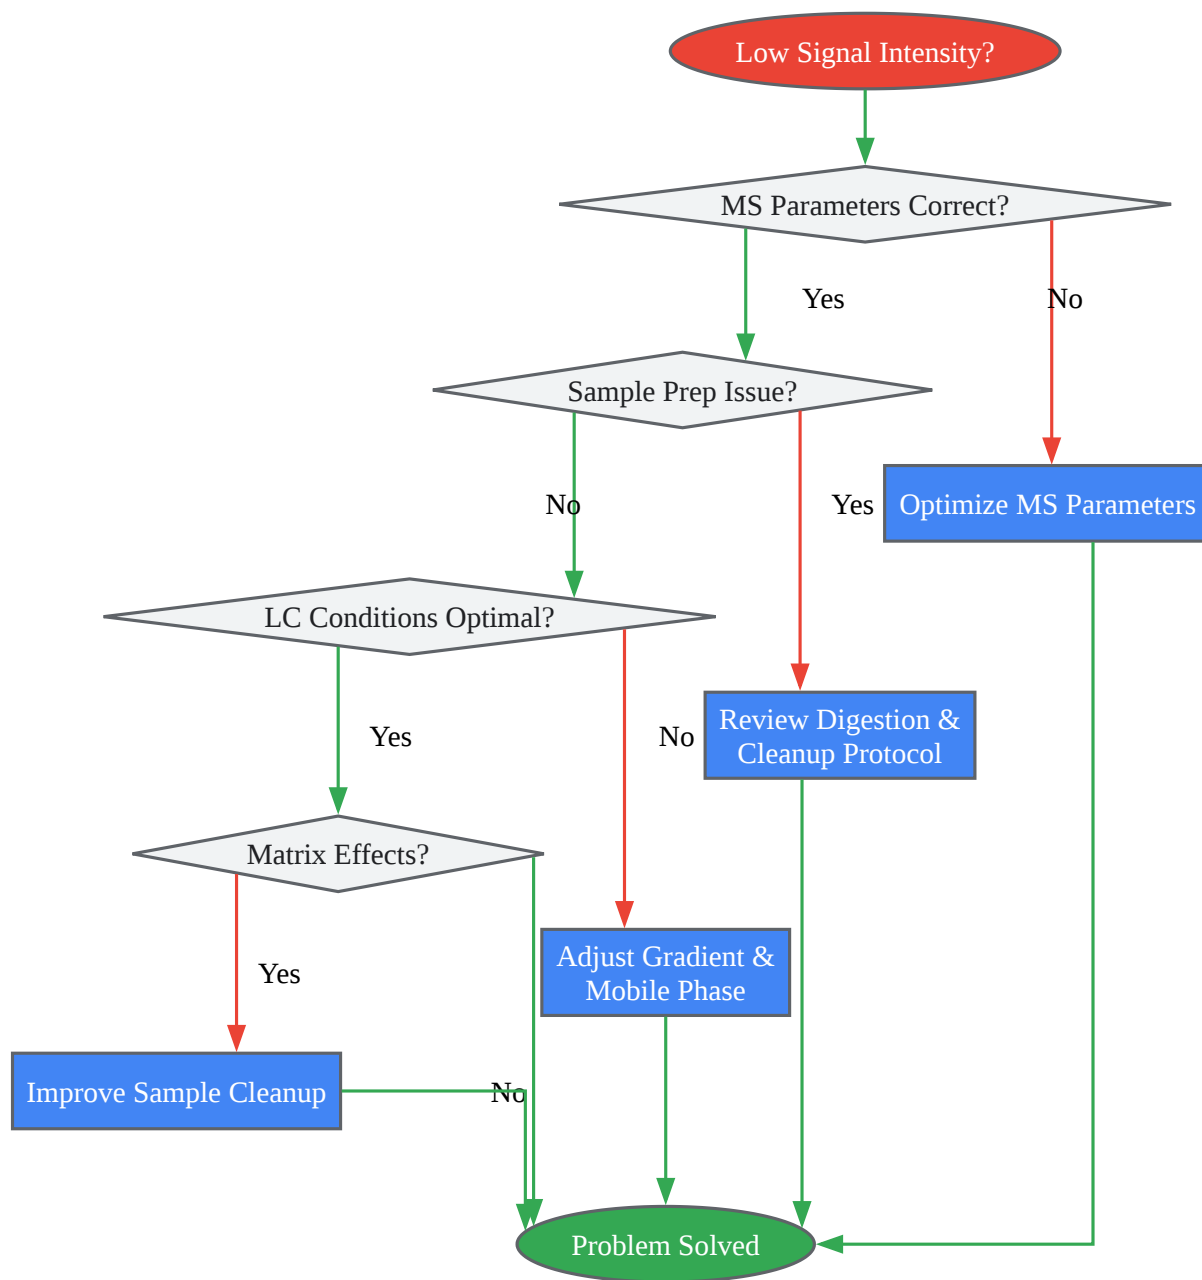 Low Signal Intensity?
MS Parameters Correct?
Yes
No
Sample Prep Issue?
No
Yes
Optimize MS Parameters
LC Conditions Optimal?
Yes
No
Review Digestion &
Cleanup Protocol
Matrix Effects?
Yes
Adjust Gradient &
Mobile Phase
Improve Sample Cleanup
No
Problem Solved